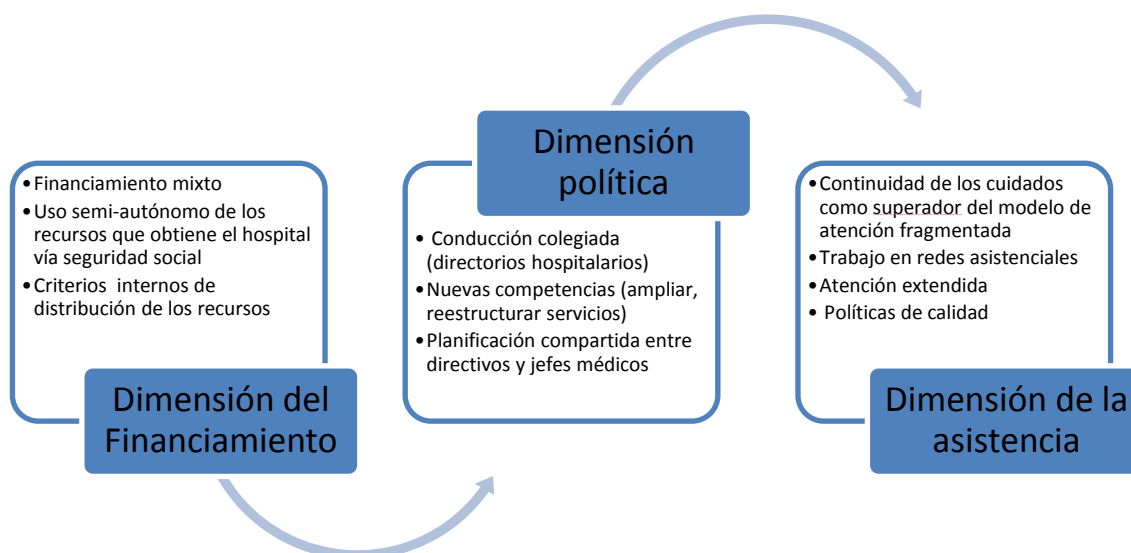 •Financiamiento mixto
•Uso semi-autónomo de los
recursos que obtiene el hospital
vía seguridad social
•Criterios internos de
distribución de los recursos
Dimensión del
Financiamiento
Dimensión
política
• Conducción colegiada
(directorios hospitalarios)
•Nuevas competencias (ampliar,
reestructurar servicios)
•Planificación compartida entre
directivos y jefes médicos
•Continuidad de los cuidados
como superador del modelo de
atención fragmentada
•Trabajo en redes asistenciales
•Atención extendida
• Políticas de calidad
Dimensión de la
asistencia